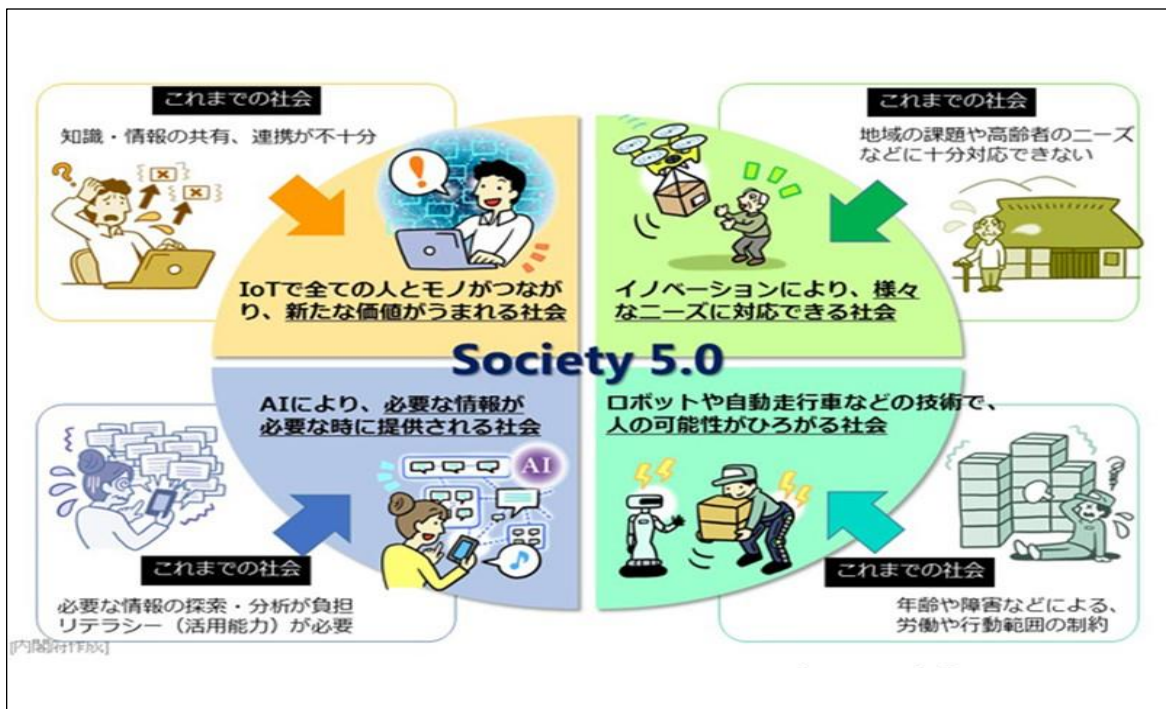 これまでの社会
知識・情報の共有、連携が不十分
IoTで全ての人とモノがつなが
り、新たな価値がうまれる社会
これまでの社会
地域の課題や高齢者のニーズ
などに十分対応できない
イノベーションにより、様々
なニーズに対応できる社会
Society 5.0
AIにより、必要な情報が
必要な時に提供される社会
AI
これまでの社会
必要な情報の探索・分析が負担
リテラシー（活用能力）が必要
ロボットや自動走行車などの技術で、
人の可能性がひろがる社会
これまでの社会
年齢や障害などによる、
労働や行動範囲の制約
[内閣府作成]